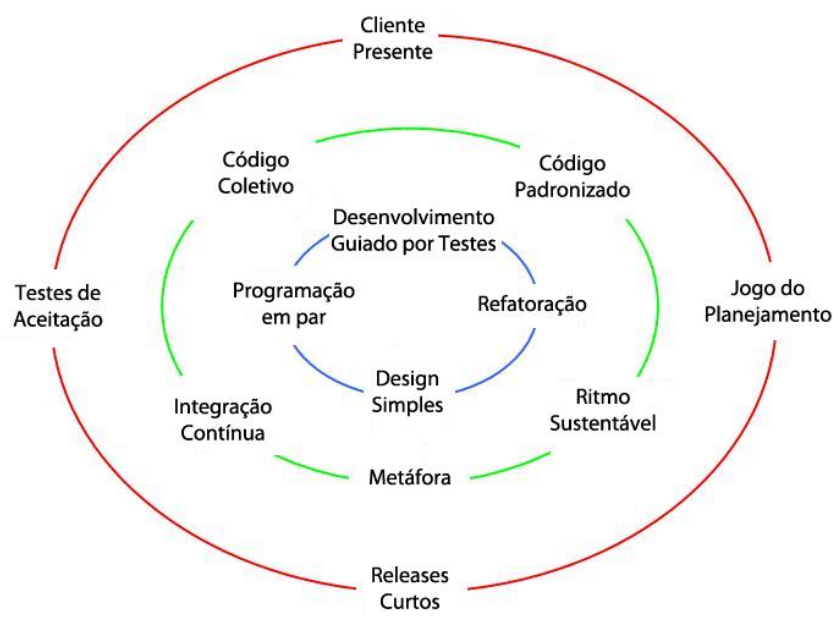 Cliente
Presente
Código
Coletivo
Código
Padronizado
Desenvolvimento
Guiado por Testes
Testes de
Aceitação
Programação
em par
Refatoração
Jogo do
Planejamento
Design
Simples
Integração
Contínua
Ritmo
Sustentável
Metáfora
Releases
Curtos